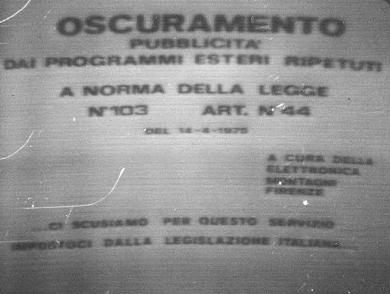 OSCURAMENTO
PUBBLICITA'
DAI PROGRAMMI ESTERI RIPETUTI
A NORMA DELLA LEGGE
N°103 ART. N°44
DEL 14-4-1975
A CURA DELLA
ELETTRONICA
MONTAGNI
FIRENZE
...CI SCUSIAMO PER QUESTO SERVIZIO
IMPOSTOCI DALLA LEGISLAZIONE ITALIANA...